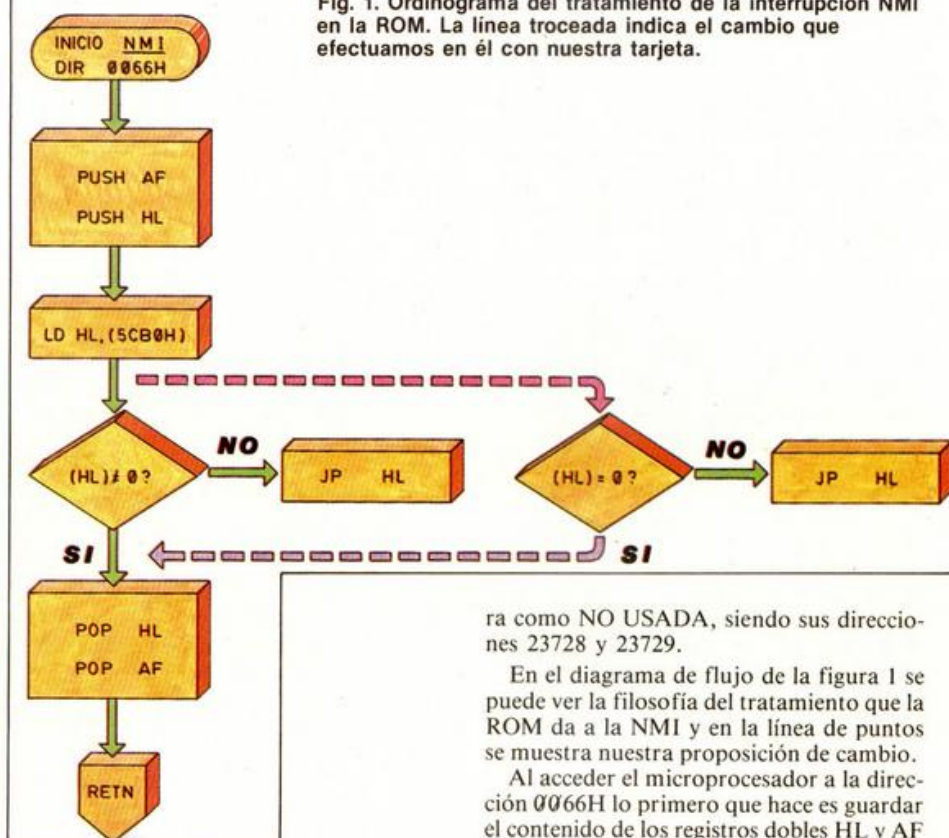 Fig. 1. Ordinograma del tratamiento de la interrupción NMI
en la ROM. La línea troceada indica el cambio que
efectuamos en él con nuestra tarjeta.
INICIO NMI
DIR 0066H
PUSH AF
PUSH HL
LD HL,(5CB0H)
(HL)≠ 0?
NO
JP HL
(HL)= 0?
NO
JP HL
SI
SI
POP HL
POP AF
RETN
ra como NO USADA, siendo sus direccio-
nes 23728 y 23729.
En el diagrama de flujo de la figura 1 se
puede ver la filosofía del tratamiento que la
ROM da a la NMI y en la línea de puntos
se muestra nuestra proposición de cambio.
Al acceder el microprocesador a la direc-
ción 0066H lo primero que hace es guardar
el contenido de los registros dobles HL y AF